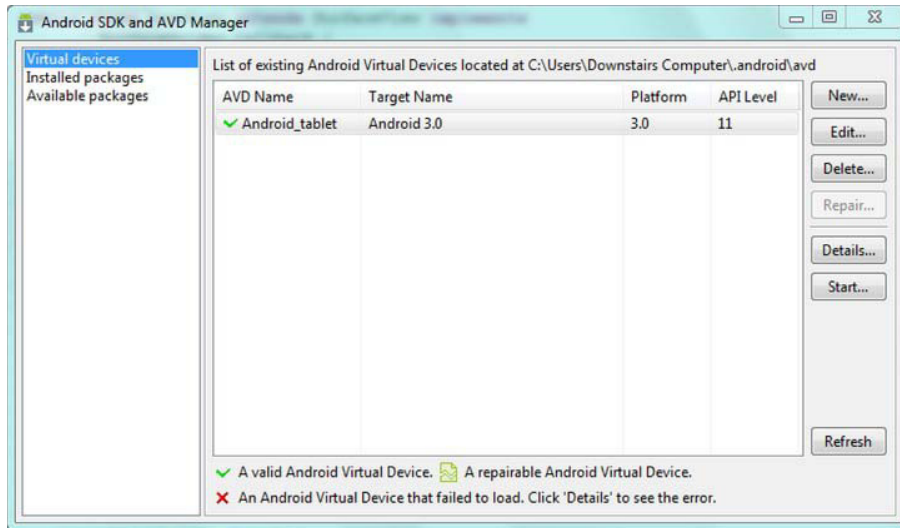 Android SDK and AVD Manager
Virtual devices
Installed packages
Available packages
List of existing Android Virtual Devices located at C:\Users\Downstairs Computer\.android\avd
AVD Name Target Name Platform API Level
Android_tablet Android 3.0 3.0 11
New...
Edit...
Delete...
Repair...
Details...
Start...
Refresh
A valid Android Virtual Device. A repairable Android Virtual Device.
An Android Virtual Device that failed to load. Click 'Details' to see the error.